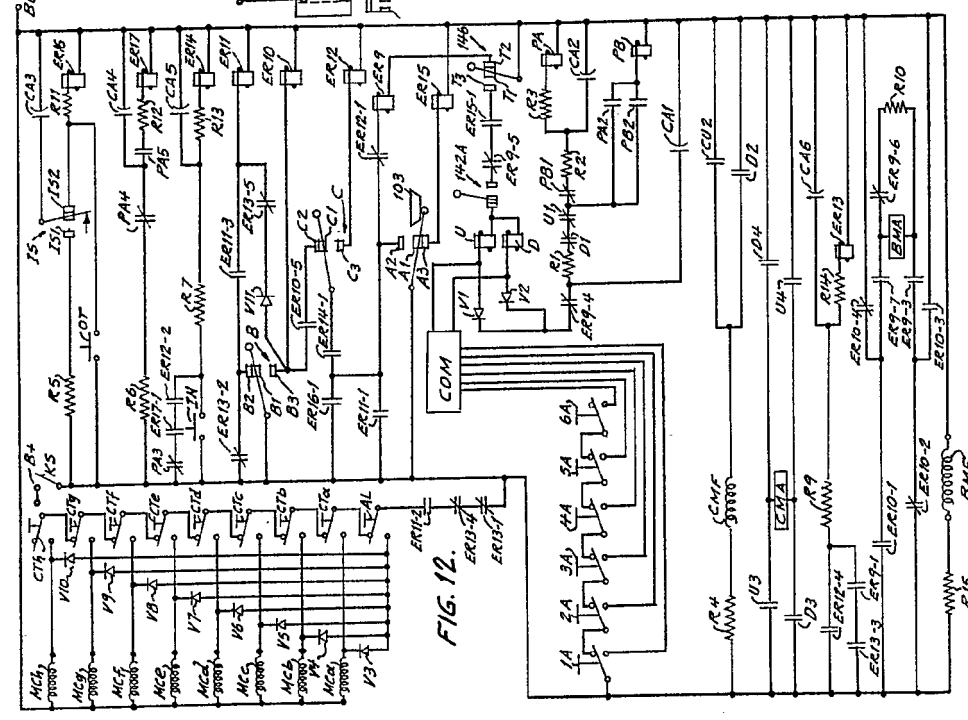 B+
KS
IS
IS1
IS2
CA3
ER16
R11
R5
COT
CA4
ER17
R12
PA5
PA4
R6
CA5
ER14
R13
R7
PA3
ER17-1
ER12-2
IN
ER11
ER11-3
ER13-2
ER13-5
V11
ER10
B2
B
B1
B3
ER10-5
C2
C1
C
C3
ER12
ER14-1
ER16-1
ER9
ER12-1
ER11-1
A2
A1
A3
103
ER15
146
T3
T2
T1
ER15-1
ER9-5
142A
U
D
V1
V2
COM
PA
R3
CA2
PB1
R2
U1
D1
R1
ER9-4
PB
PA2
PB2
CA1
CTh
CTg
CTf
CTe
CTd
CTc
CTb
CTa
AL
V10
V9
V8
V7
V6
V5
V4
V3
MCh
MCg
MCf
MCe
MCd
MCc
MCb
MCa
ER11-2
ER13-4
ER13-1
FIG. 12.
1A
2A
3A
4A
5A
6A
CU2
D2
CMF
R4
D4
U4
CMA
U3
D3
CA6
ER13
R14
R9
ER12-4
ER9-1
ER13-3
R10
ER9-6
BMA
ER10-4
ER9-7
ER9-3
ER10-3
ER10-1
ER10-2
BMF